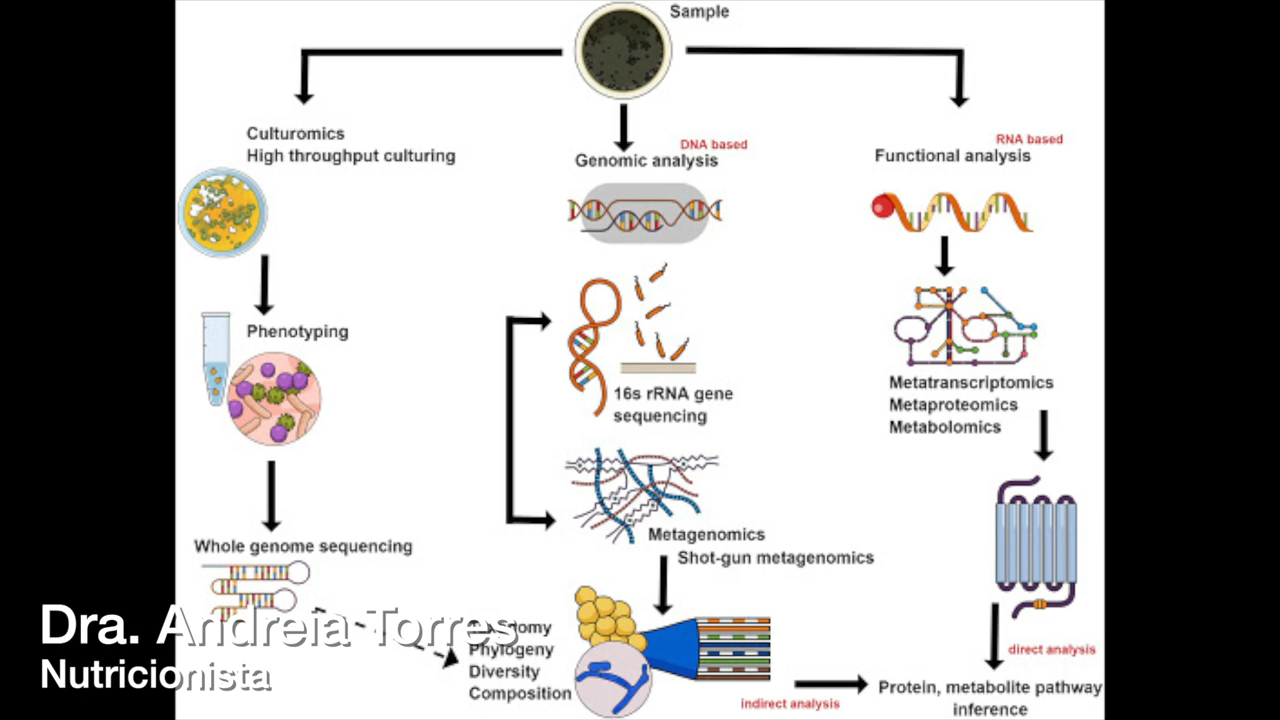 Sample
Culturomics
High throughput culturing
DNA based
Genomic analysis
RNA based
Functional analysis
Phenotyping
16s rRNA gene
sequencing
Metatranscriptomics
Metaproteomics
Metabolomics
Metagenomics
Shot-gun metagenomics
Whole genome sequencing
Dra. Andreia Torres
Nutricionista
Phylogeny
Diversity
Composition
direct analysis
indirect analysis
Protein, metabolite pathway
inference